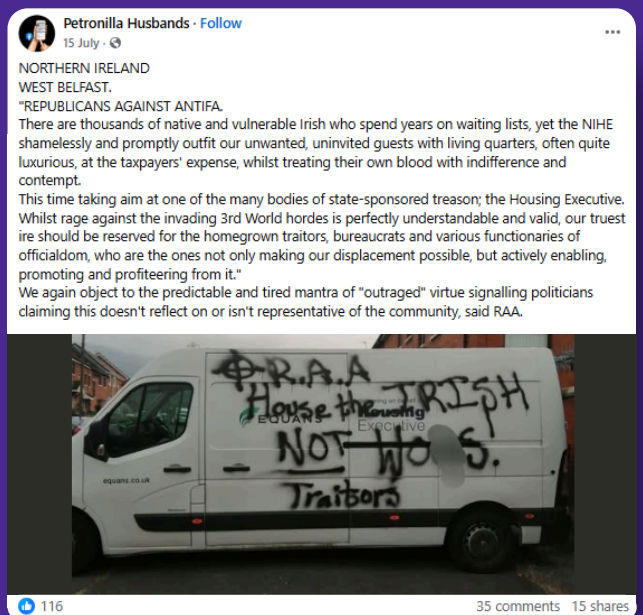 Petronilla Husbands · Follow
15 July ·
NORTHERN IRELAND
WEST BELFAST.
"REPUBLICANS AGAINST ANTIFA.
There are thousands of native and vulnerable Irish who spend years on waiting lists, yet the NIHE
shamelessly and promptly outfit our unwanted, uninvited guests with living quarters, often quite
luxurious, at the taxpayers' expense, whilst treating their own blood with indifference and
contempt.
This time taking aim at one of the many bodies of state-sponsored treason; the Housing Executive.
Whilst rage against the invading 3rd World hordes is perfectly understandable and valid, our truest
ire should be reserved for the homegrown traitors, bureaucrats and various functionaries of
officialdom, who are the ones not only making our displacement possible, but actively enabling,
promoting and profiteering from it."
We again object to the predictable and tired mantra of "outraged" virtue signalling politicians
claiming this doesn't reflect on or isn't representative of the community, said RAA.
R.A.A
House the IRISH
EQUANS
Housing
Executive
NOT
Traitors
equans.co.uk
116
35 comments 15 shares